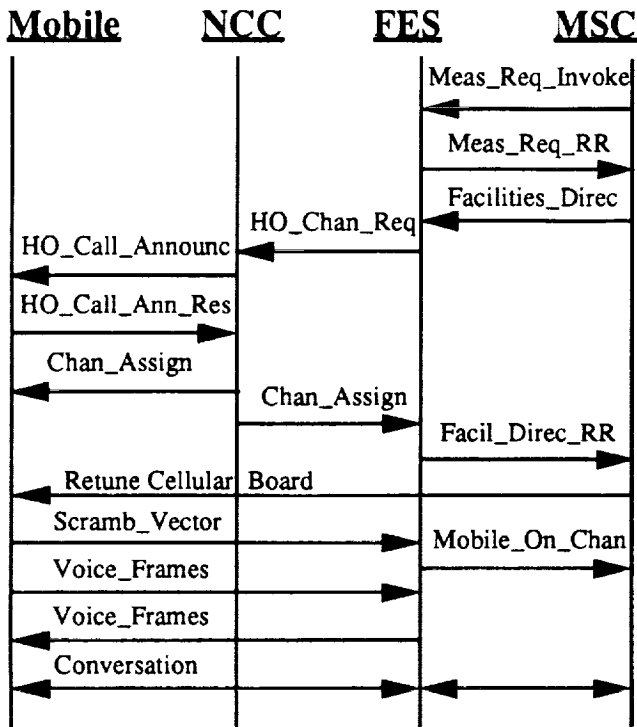 Mobile NCC FES MSC
Meas_Req_Invoke
Meas_Req_RR
Facilities_Direc
HO_Chan_Req
HO_Call_Announc
HO_Call_Ann_Res
Chan_Assign
Chan_Assign
Facil_Direc_RR
Retune Cellular Board
Scramb_Vector
Mobile_On_Chan
Voice_Frames
Voice_Frames
Conversation